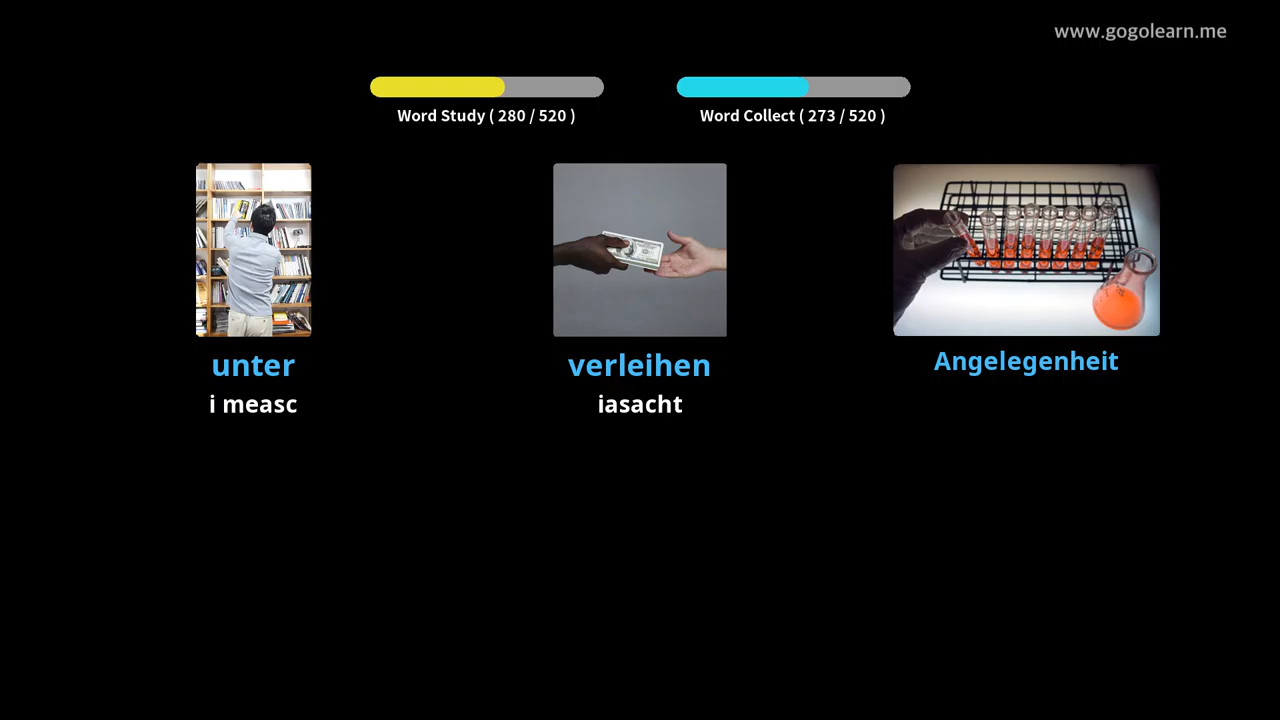 www.gogolearn.me
Word Study ( 280 / 520 )
Word Collect ( 273 / 520 )
unter
i measc
verleihen
iasacht
Angelegenheit